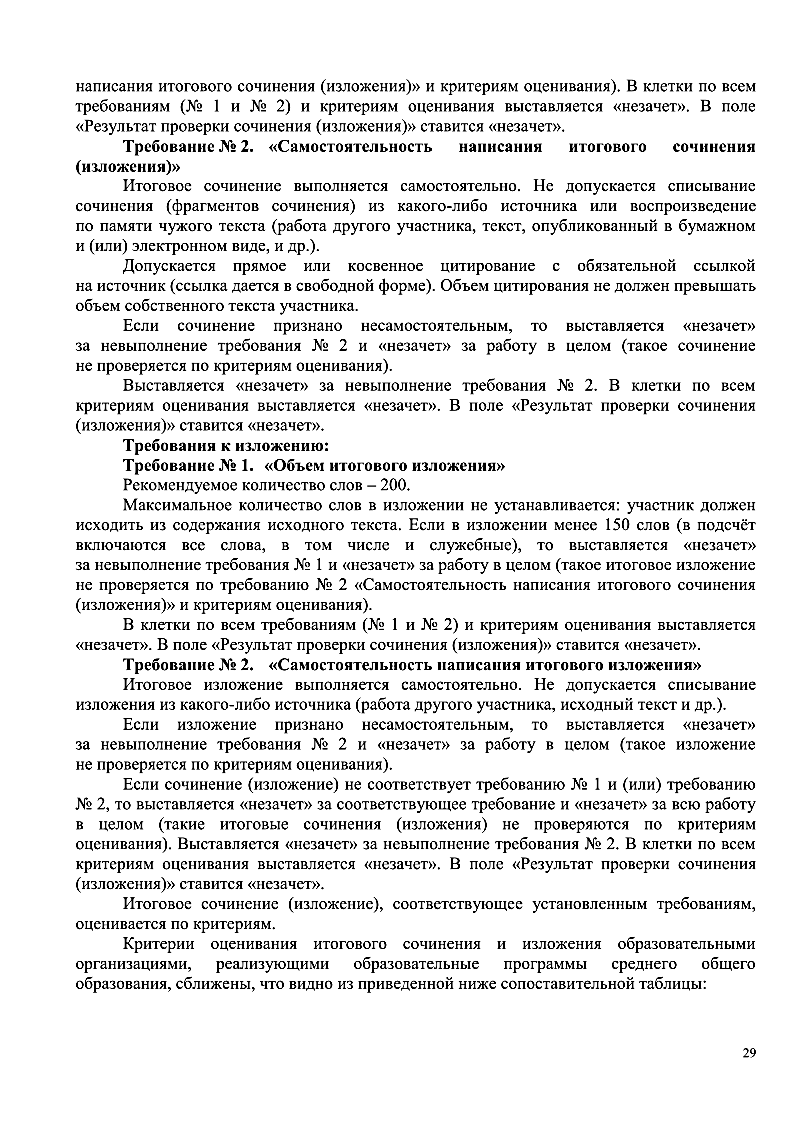 написания итогового сочинения (изложения)» и критериям оценивания). В клетки по всем
требованиям (№ 1 и № 2) и критериям оценивания выставляется «незачет». В поле
«Результат проверки сочинения (изложения)» ставится «незачет».
Требование № 2. «Самостоятельность написания итогового сочинения
(изложения)»
Итоговое сочинение выполняется самостоятельно. Не допускается списывание
сочинения (фрагментов сочинения) из какого-либо источника или воспроизведение
по памяти чужого текста (работа другого участника, текст, опубликованный в бумажном
и (или) электронном виде, и др.).
Допускается прямое или косвенное цитирование с обязательной ссылкой
на источник (ссылка дается в свободной форме). Объем цитирования не должен превышать
объем собственного текста участника.
Если сочинение признано несамостоятельным, то выставляется «незачет»
за невыполнение требования № 2 и «незачет» за работу в целом (такое сочинение
не проверяется по критериям оценивания).
Выставляется «незачет» за невыполнение требования № 2. В клетки по всем
критериям оценивания выставляется «незачет». В поле «Результат проверки сочинения
(изложения)» ставится «незачет».
Требования к изложению:
Требование № 1. «Объем итогового изложения»
Рекомендуемое количество слов – 200.
Максимальное количество слов в изложении не устанавливается: участник должен
исходить из содержания исходного текста. Если в изложении менее 150 слов (в подсчёт
включаются все слова, в том числе и служебные), то выставляется «незачет»
за невыполнение требования № 1 и «незачет» за работу в целом (такое итоговое изложение
не проверяется по требованию № 2 «Самостоятельность написания итогового сочинения
(изложения)» и критериям оценивания).
В клетки по всем требованиям (№ 1 и № 2) и критериям оценивания выставляется
«незачет». В поле «Результат проверки сочинения (изложения)» ставится «незачет».
Требование № 2. «Самостоятельность написания итогового изложения»
Итоговое изложение выполняется самостоятельно. Не допускается списывание
изложения из какого-либо источника (работа другого участника, исходный текст и др.).
Если изложение признано несамостоятельным, то выставляется «незачет»
за невыполнение требования № 2 и «незачет» за работу в целом (такое изложение
не проверяется по критериям оценивания).
Если сочинение (изложение) не соответствует требованию № 1 и (или) требованию
№ 2, то выставляется «незачет» за соответствующее требование и «незачет» за всю работу
в целом (такие итоговые сочинения (изложения) не проверяются по критериям
оценивания). Выставляется «незачет» за невыполнение требования № 2. В клетки по всем
критериям оценивания выставляется «незачет». В поле «Результат проверки сочинения
(изложения)» ставится «незачет».
Итоговое сочинение (изложение), соответствующее установленным требованиям,
оценивается по критериям.
Критерии оценивания итогового сочинения и изложения образовательными
организациями, реализующими образовательные программы среднего общего
образования, сближены, что видно из приведенной ниже сопоставительной таблицы:
29